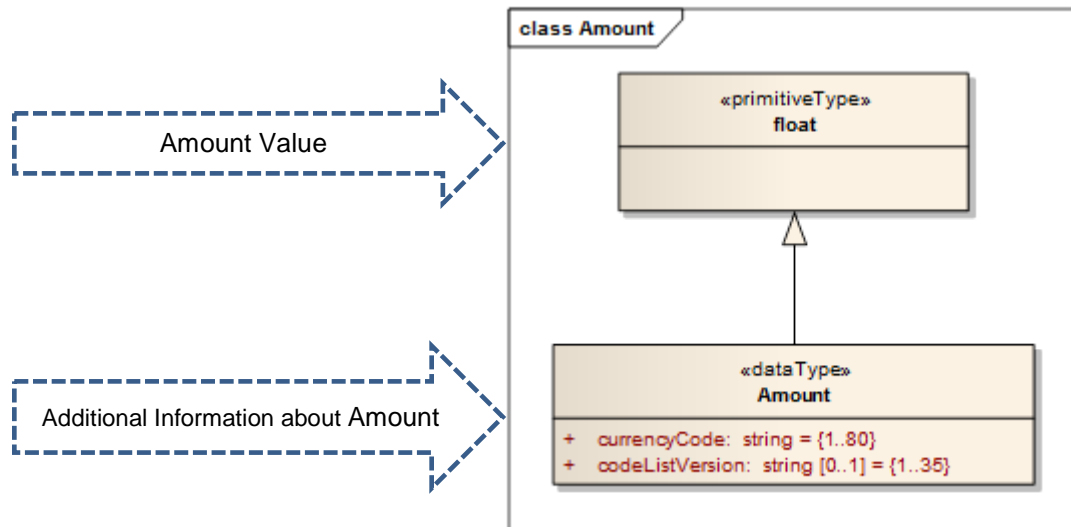 class Amount
«primitiveType»
float
Amount Value
«dataType»
Amount
Additional Information about Amount
+ currencyCode: string = {1..80}
+ codeListVersion: string [0..1] = {1..35}